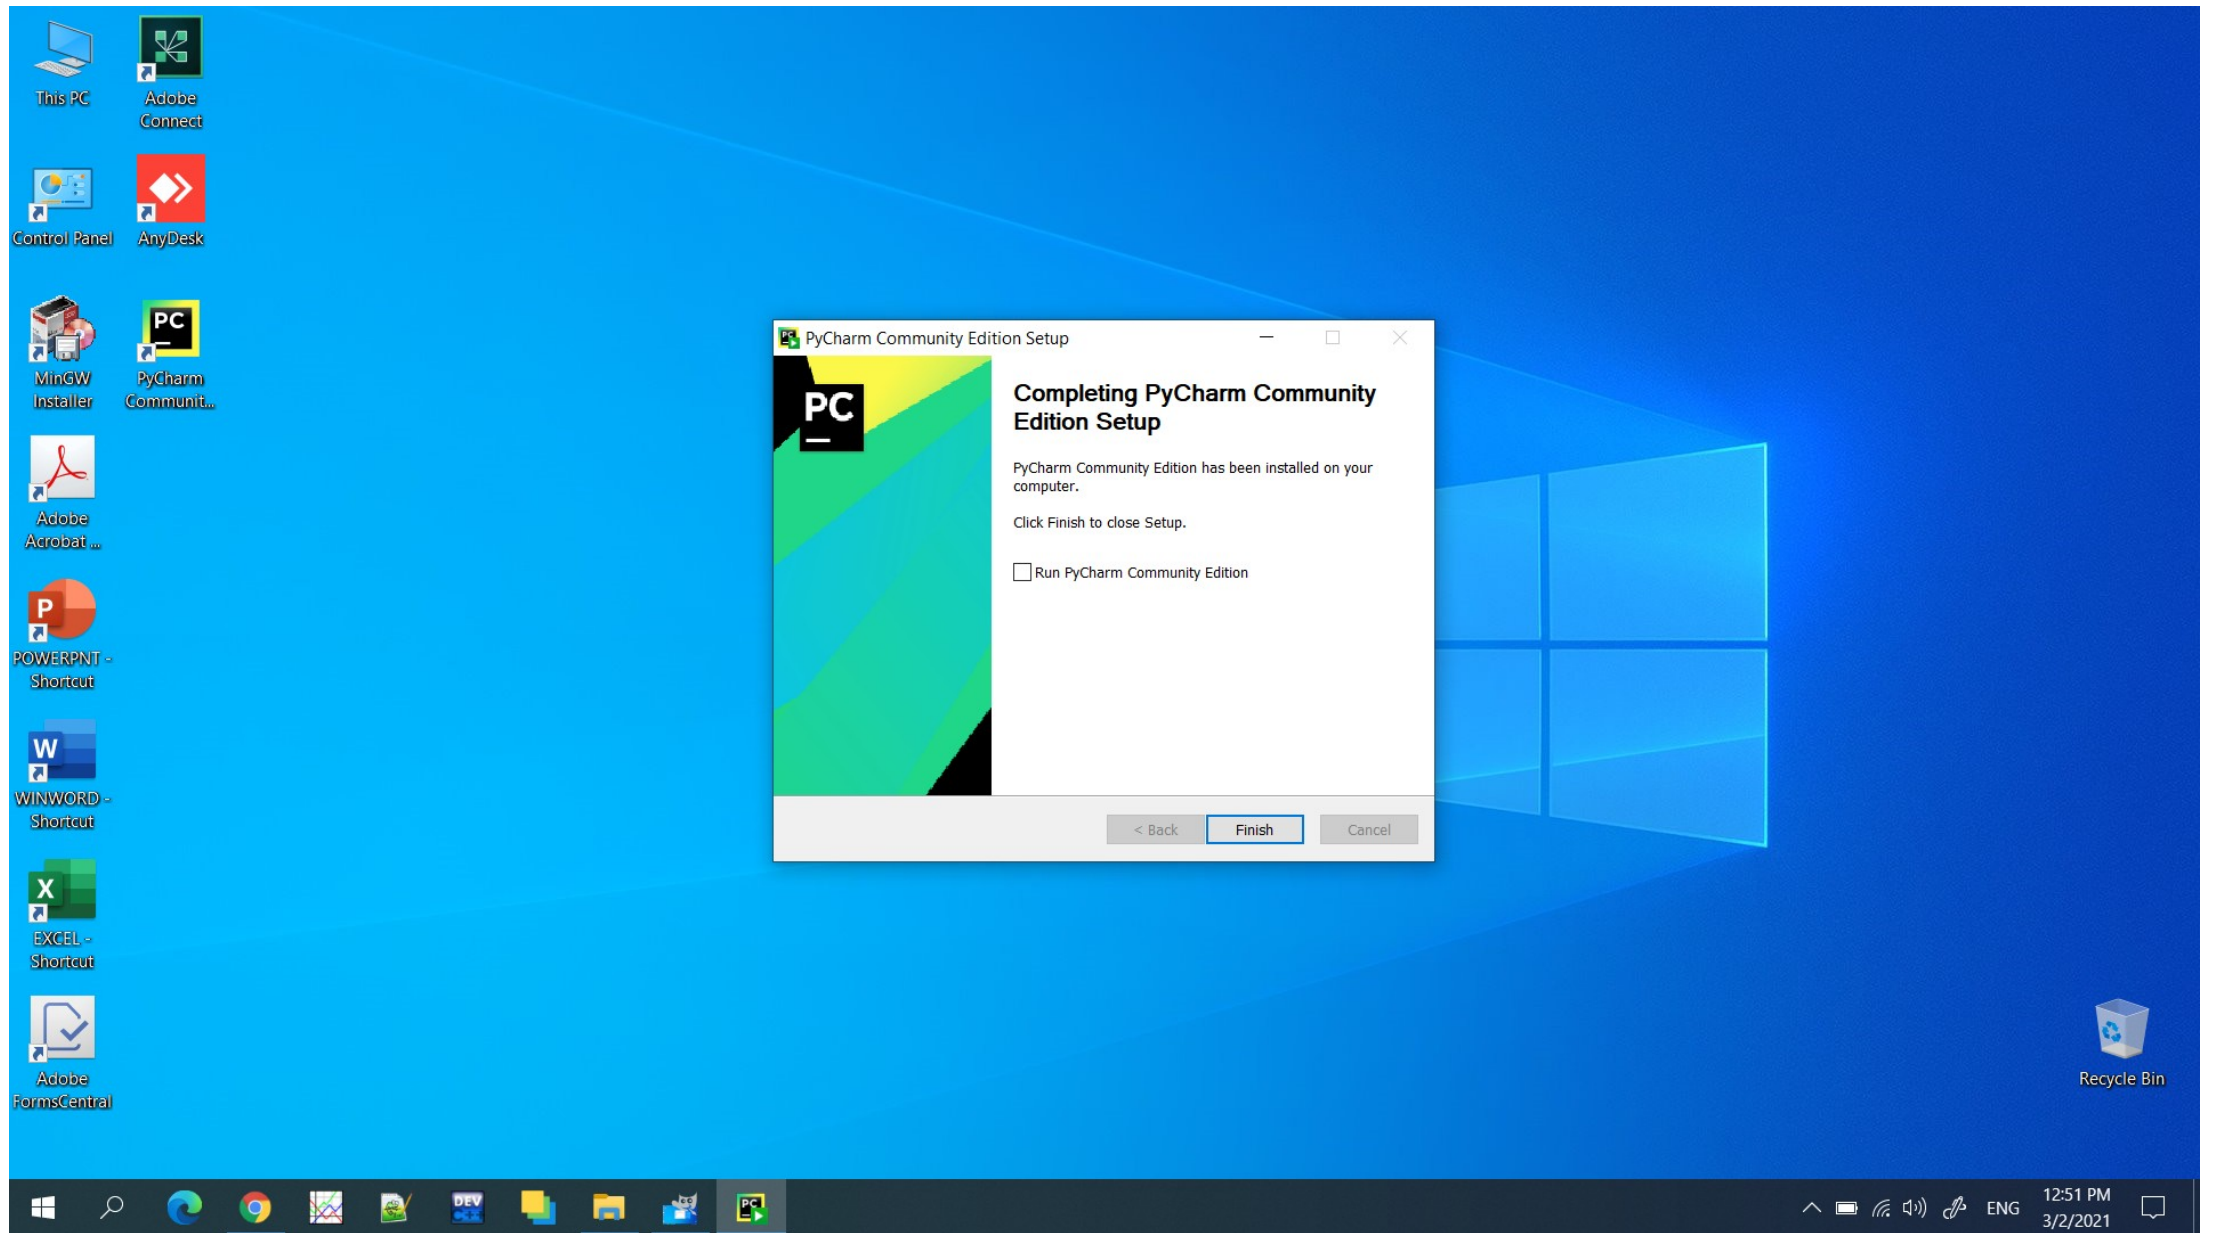 This PC
Adobe
Connect
Control Panel
AnyDesk
PC
MinGW
Installer
PyCharm
Communit...
Adobe
Acrobat ...
P
POWERPNT -
Shortcut
W
WINWORD -
Shortcut
X
EXCEL -
Shortcut
Adobe
FormsCentral
PyCharm Community Edition Setup
PC
Completing PyCharm Community
Edition Setup
PyCharm Community Edition has been installed on your
computer.
Click Finish to close Setup.
Run PyCharm Community Edition
< Back
Finish
Cancel
Recycle Bin
DEV
C++
PC
ENG
12:51 PM
3/2/2021